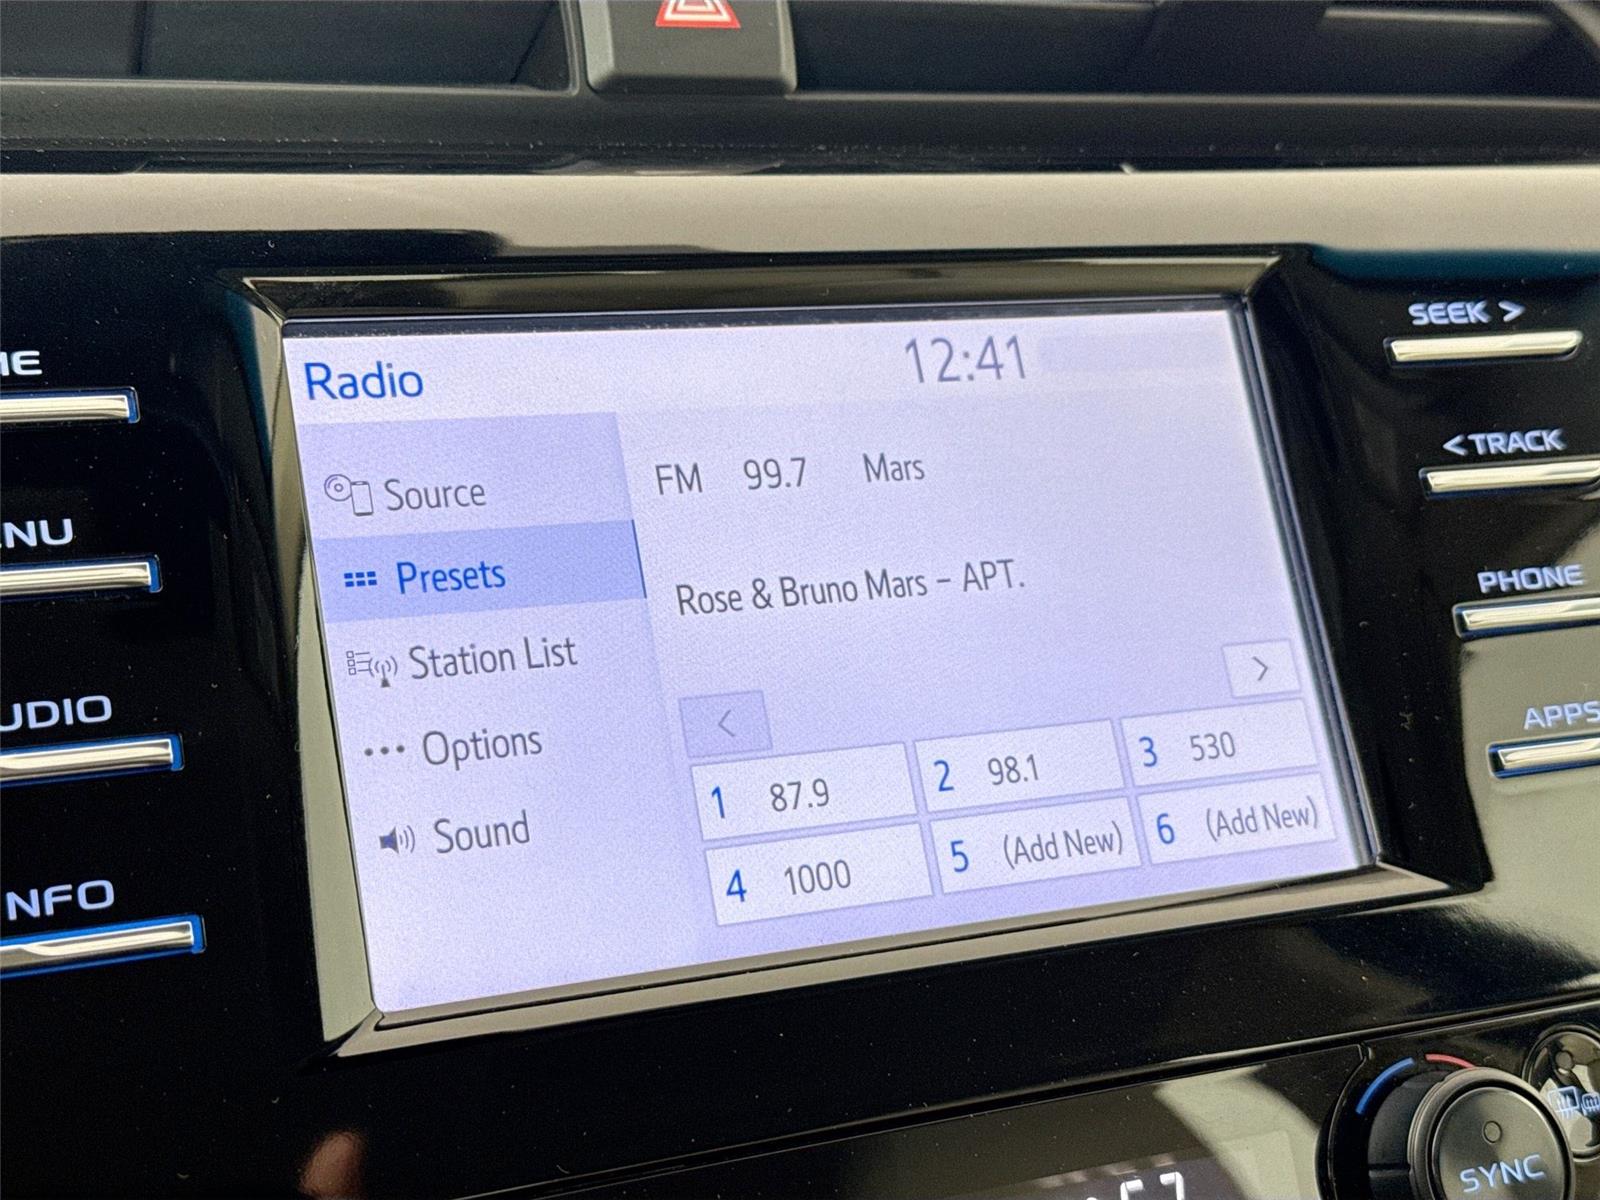 SEEK >
12:41
Radio
ME
< TRACK
FM 99.7 Mars
Source
ENU
Presets
Rose & Bruno Mars – APT.
PHONE
Station List
>
<
UDIO
APPS
Options
1 87.9
2 98.1
3 530
Sound
4 1000
5 (Add New)
6 (Add New)
NFO
SYNC